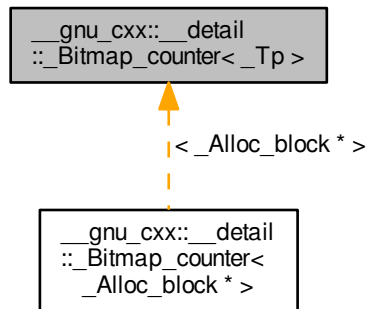 __gnu_cxx::__detail
::_Bitmap_counter< _Tp >
< _Alloc_block * >
__gnu_cxx::__detail
::_Bitmap_counter<
_Alloc_block * >